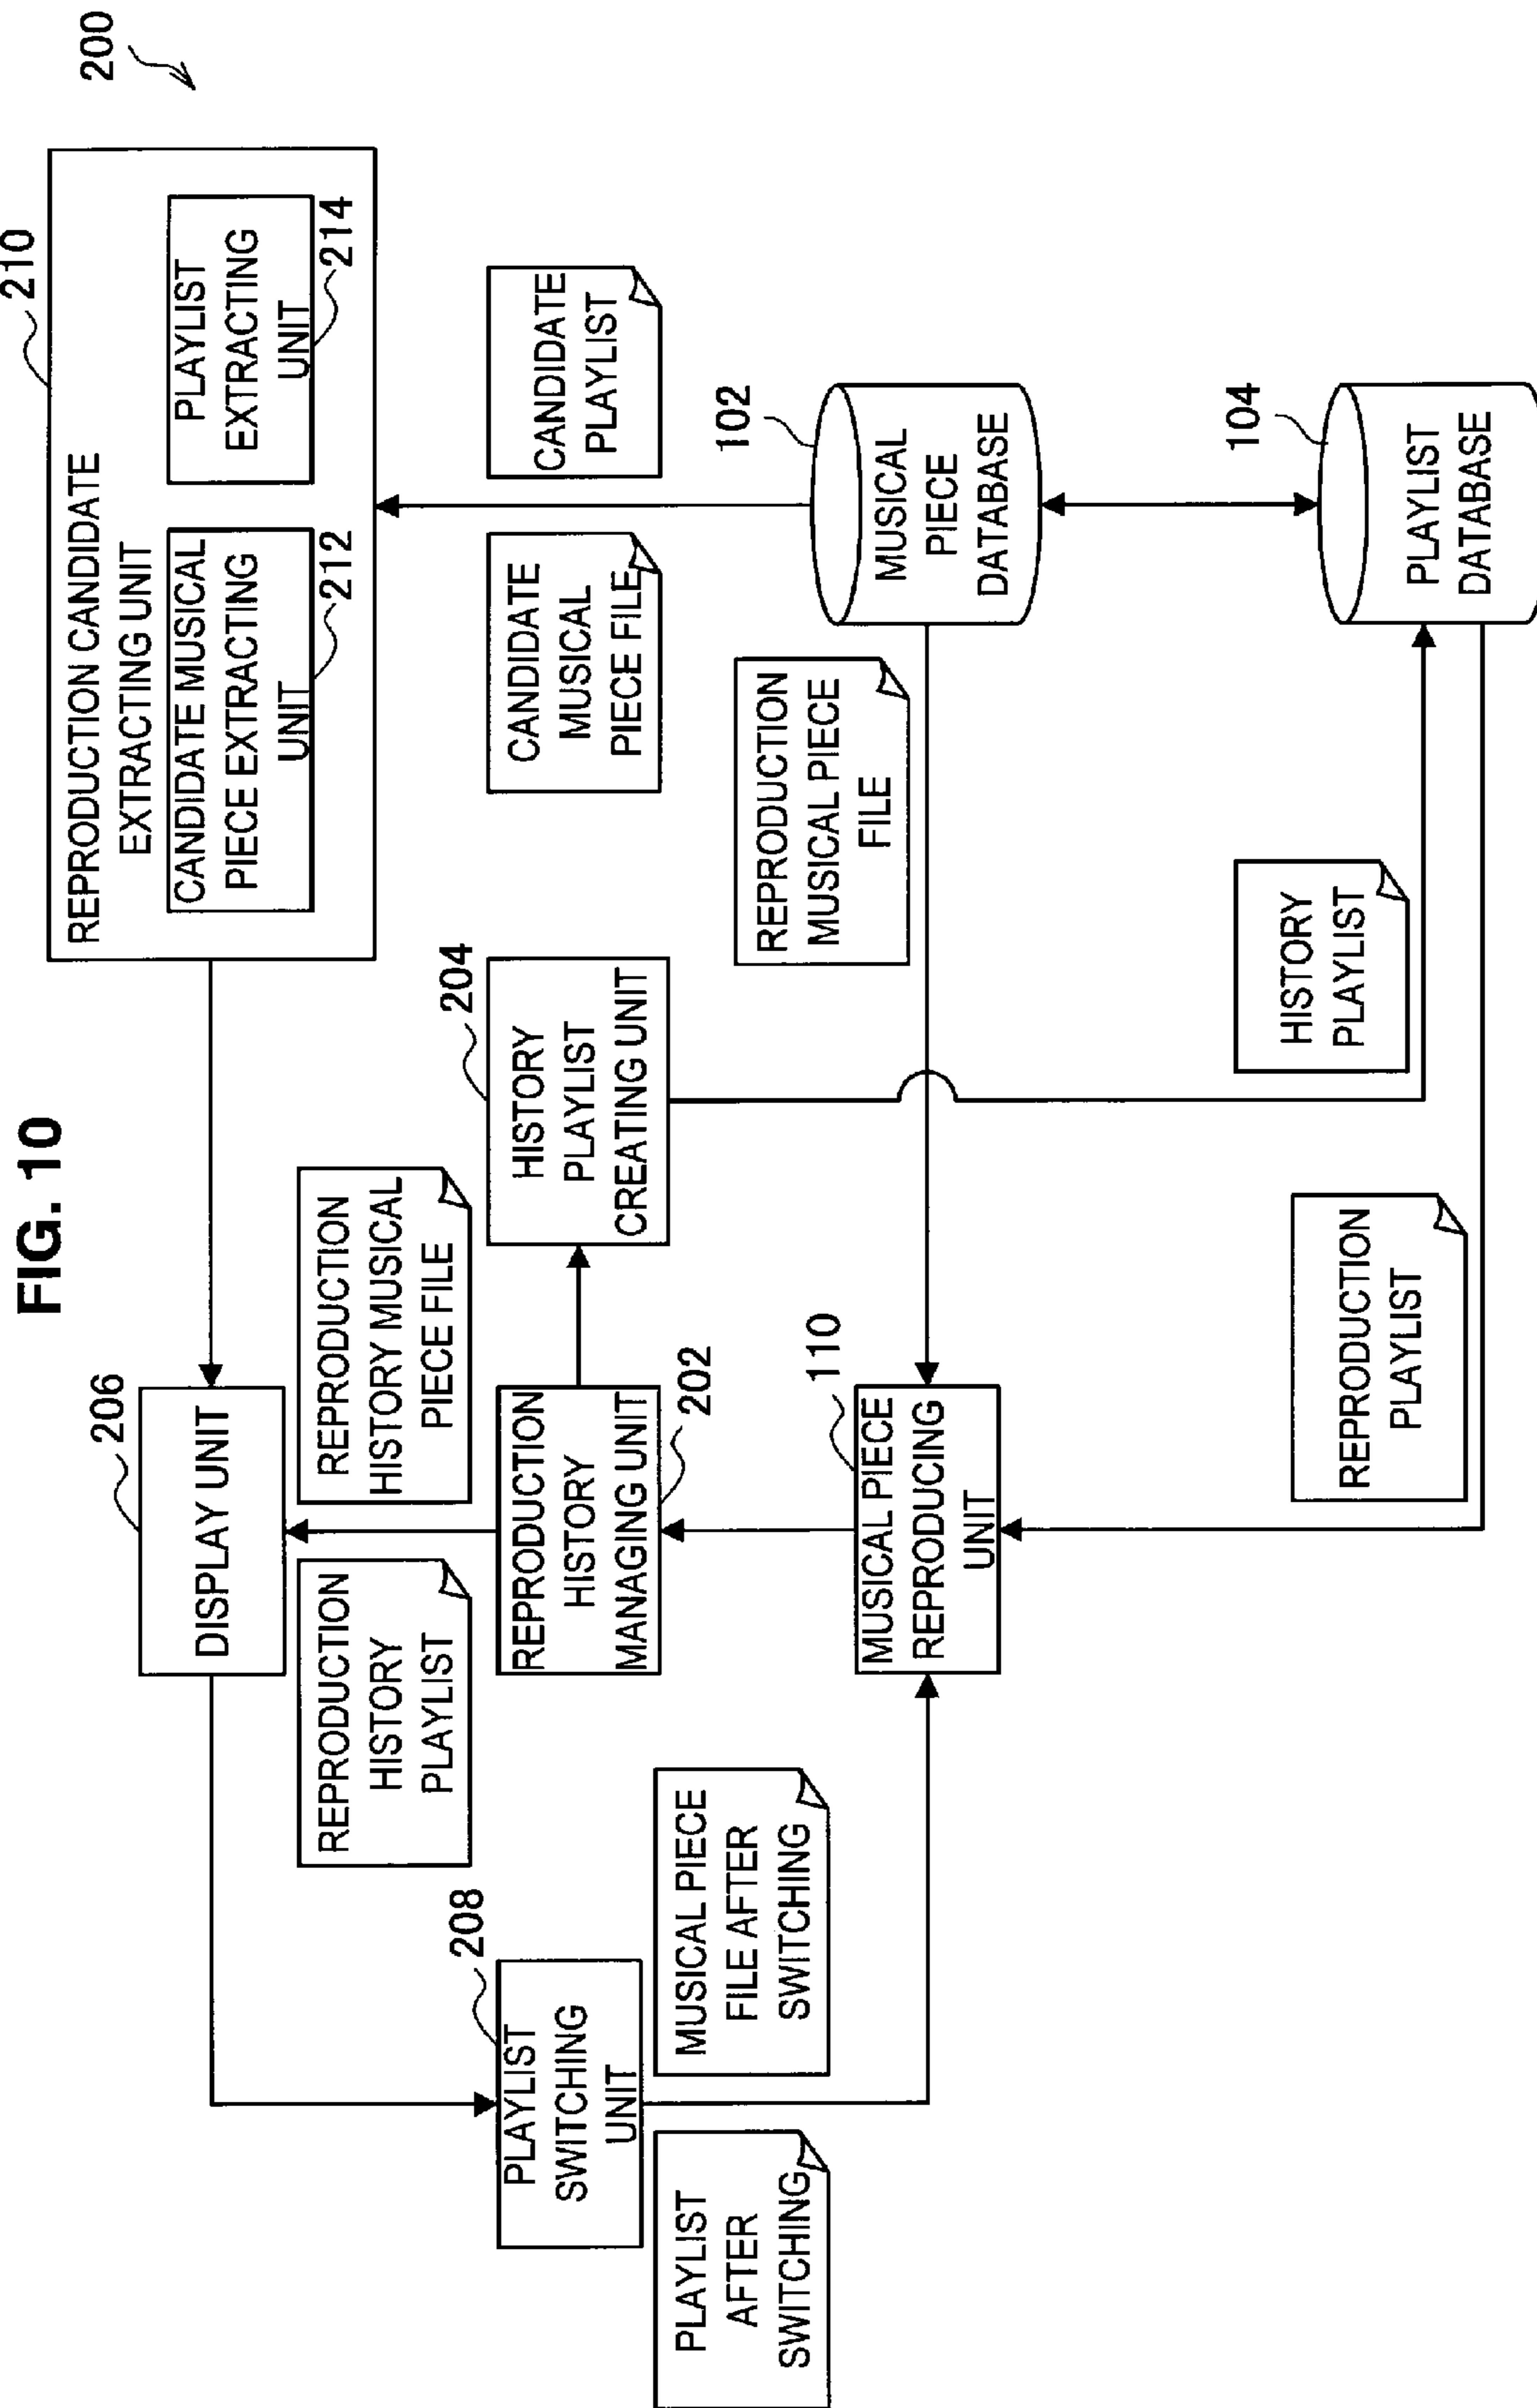 FIG. 10
200
206
DISPLAY UNIT
210
REPRODUCTION CANDIDATE
EXTRACTING UNIT
CANDIDATE MUSICAL
PIECE EXTRACTING
UNIT
212
PLAYLIST
EXTRACTING
UNIT
214
REPRODUCTION
HISTORY
PLAYLIST
REPRODUCTION
HISTORY MUSICAL
PIECE FILE
208
PLAYLIST
SWITCHING
UNIT
REPRODUCTION
HISTORY
MANAGING UNIT
202
204
HISTORY
PLAYLIST
CREATING UNIT
CANDIDATE
MUSICAL
PIECE FILE
CANDIDATE
PLAYLIST
PLAYLIST
AFTER
SWITCHING
MUSICAL PIECE
FILE AFTER
SWITCHING
110
MUSICAL PIECE
REPRODUCING
UNIT
REPRODUCTION
MUSICAL PIECE
FILE
102
MUSICAL
PIECE
DATABASE
REPRODUCTION
PLAYLIST
HISTORY
PLAYLIST
104
PLAYLIST
DATABASE